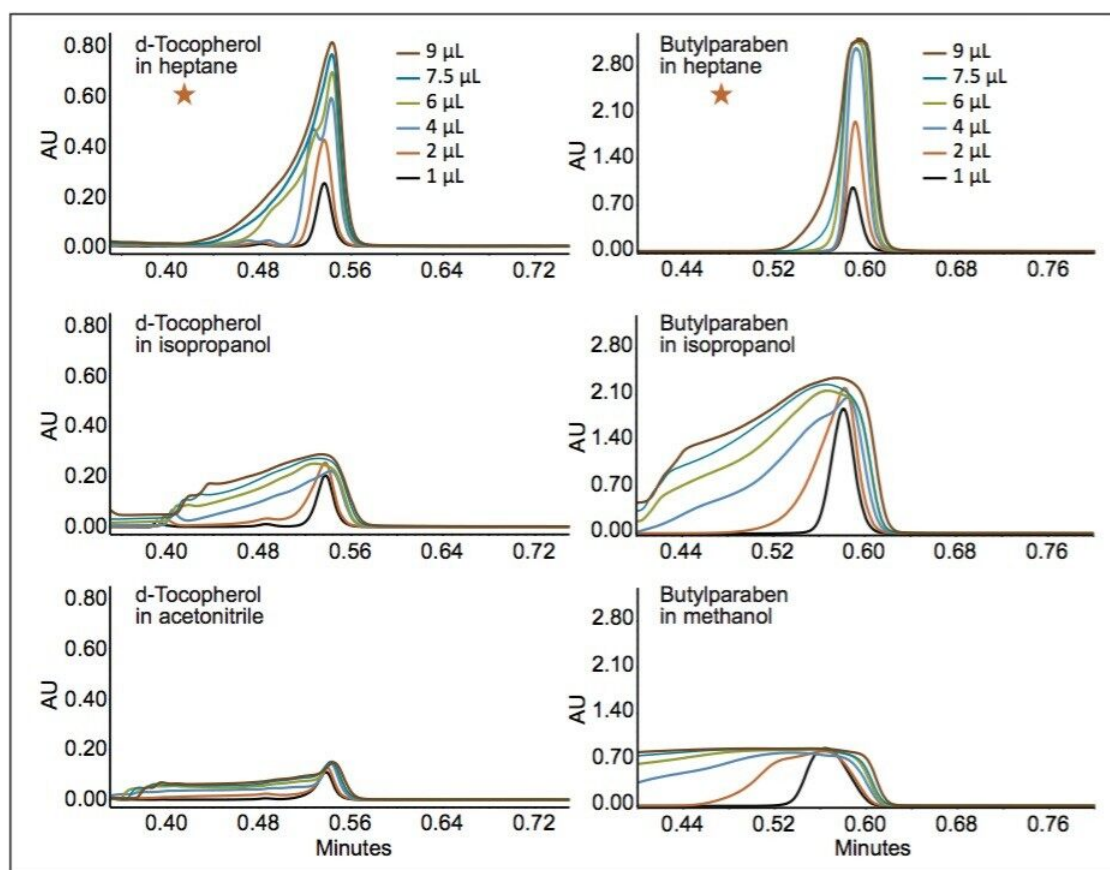 d-Tocopherol
in heptane
AU
0.80
0.60
0.40
0.20
0.00
9 µL
7.5 µL
6 µL
4 µL
2 µL
1 µL
0.40 0.48 0.56 0.64 0.72
Butylparaben
in heptane
AU
2.80
2.10
1.40
0.70
0.00
9 µL
7.5 µL
6 µL
4 µL
2 µL
1 µL
0.44 0.52 0.60 0.68 0.76
d-Tocopherol
in isopropanol
AU
0.80
0.60
0.40
0.20
0.00
0.40 0.48 0.56 0.64 0.72
Butylparaben
in isopropanol
AU
2.80
2.10
1.40
0.70
0.00
0.44 0.52 0.60 0.68 0.76
d-Tocopherol
in acetonitrile
AU
0.80
0.60
0.40
0.20
0.00
0.40 0.48 0.56 0.64 0.72
Minutes
Butylparaben
in methanol
AU
2.80
2.10
1.40
0.70
0.00
0.44 0.52 0.60 0.68 0.76
Minutes